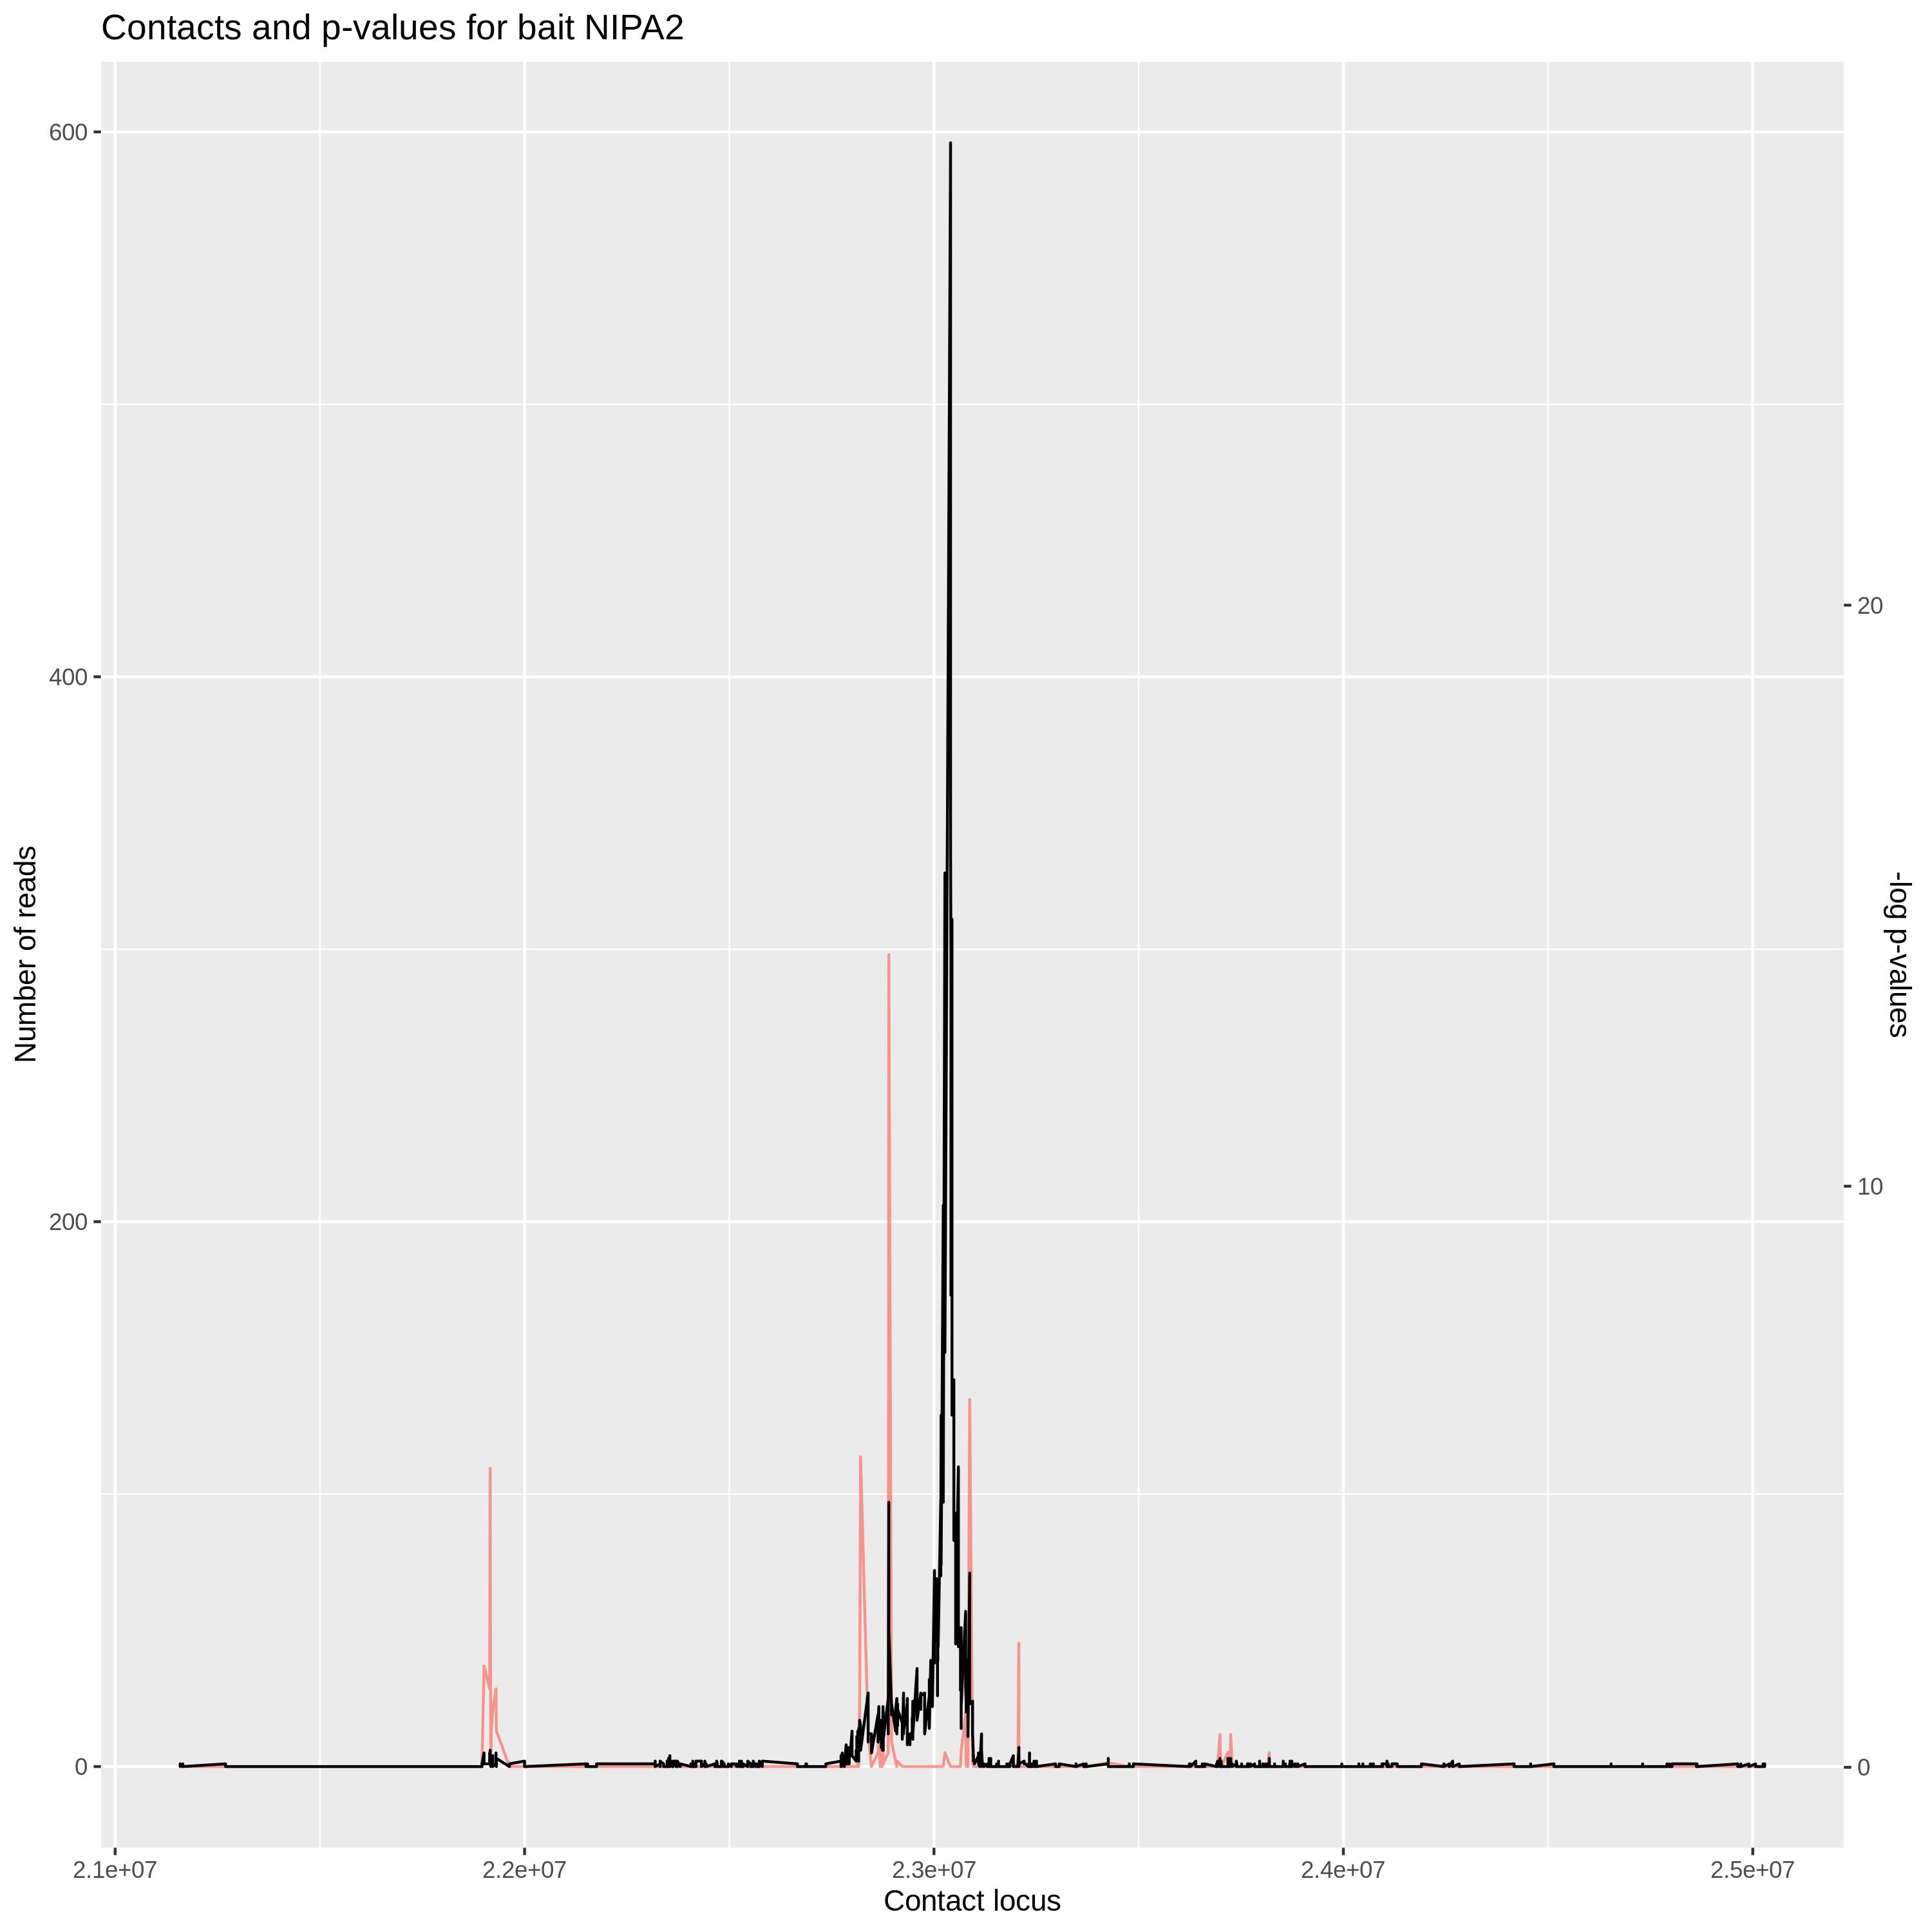 Contacts and p-values for bait NIPA2
600
400
200
0
Number of reads
20
10
0
-log p-values
2.1e+07
2.2e+07
2.3e+07
2.4e+07
2.5e+07
Contact locus